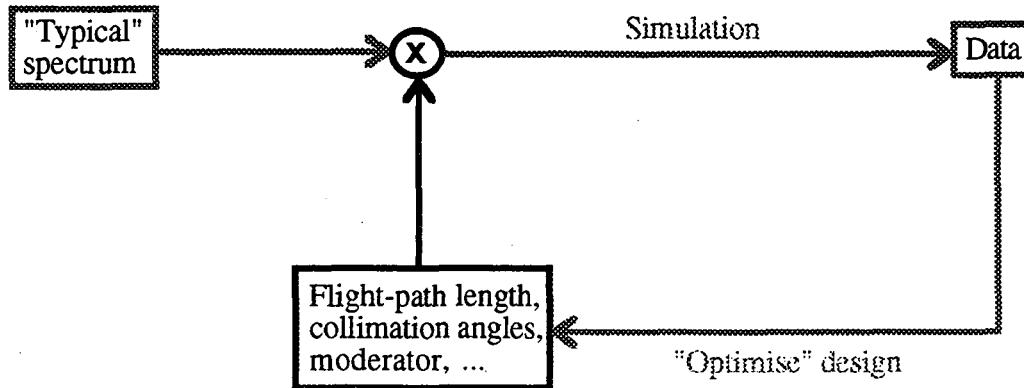 "Typical"
spectrum
X
Simulation
Data
Flight-path length,
collimation angles,
moderator, ...
"Optimise" design